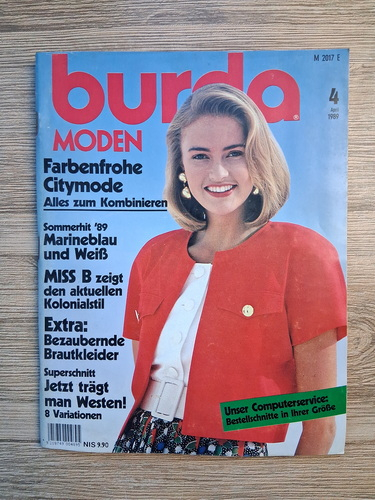 M 2017 E
burda
MODEN
4
April
1989
Farbenfrohe
Citymode
Alles zum Kombinieren
Sommerhit '89
Marineblau
und Weiß
MISS B zeigt
den aktuellen
Kolonialstil
Extra:
Bezaubernde
Brautkleider
Superschnitt
Jetzt trägt
man Westen!
8 Variationen
NIS 9.90
Unser Computerservice:
Bestellschnitte in Ihrer Größe